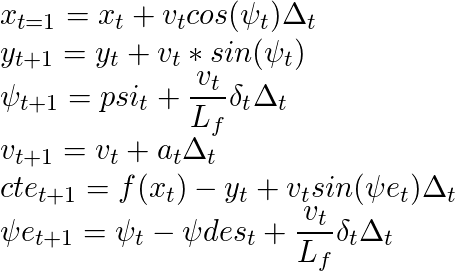 x_{t=1} = x_t + v_t cos(ψ_t)Δ_t
y_{t+1} = y_t + v_t * sin(ψ_t)
ψ_{t+1} = psi_t + \frac{v_t}{L_f} δ_t Δ_t
v_{t+1} = v_t + a_t Δ_t
cte_{t+1} = f(x_t) − y_t + v_t sin(ψe_t)Δ_t
ψe_{t+1} = ψ_t − ψdes_t + \frac{v_t}{L_f} δ_t Δ_t